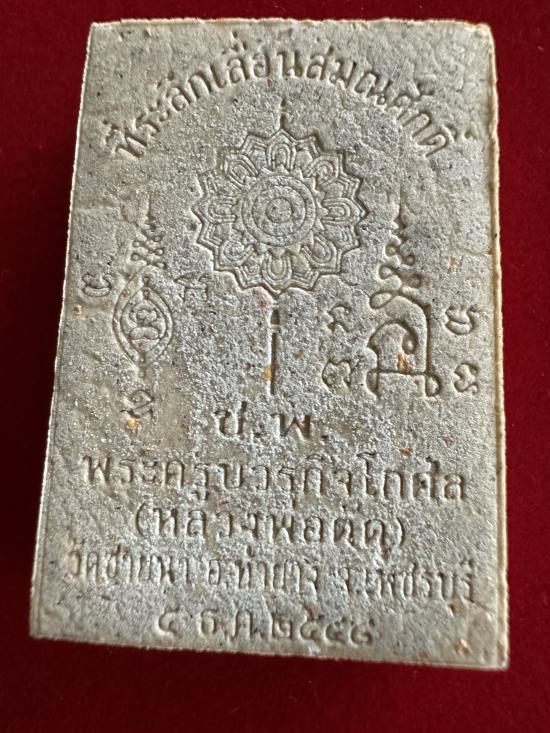 ที่ระลึกเลื่อนสมณศักดิ์
ช.พ.
พระครูบวรกิจโกศล
(หลวงพ่อตัด)
วัดชายนา อ.ท่ายาง จ.เพชรบุรี
๔ ธ.ค.๒๕๔๘